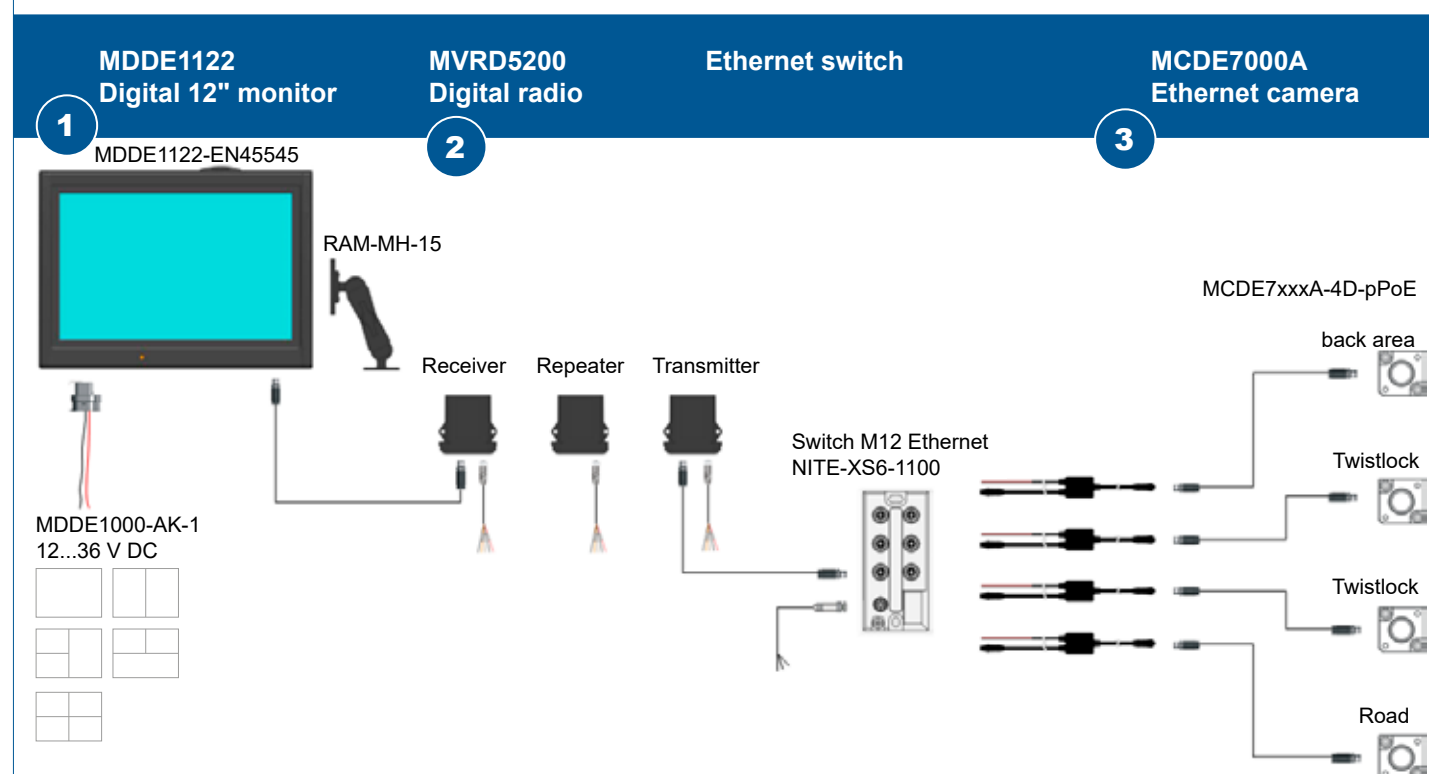 MDDE1122
Digital 12" monitor
MVRD5200
Digital radio
Ethernet switch
MCDE7000A
Ethernet camera
1
2
3
MDDE1122-EN45545
RAM-MH-15
MCDE7xxxA-4D-pPoE
back area
Receiver
Repeater
Transmitter
Switch M12 Ethernet
NITE-XS6-1100
Twistlock
MDDE1000-AK-1
12...36 V DC
Twistlock
Road